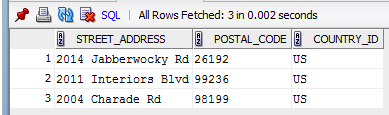 SQL | All Rows Fetched: 3 in 0.002 seconds
STREET_ADDRESS POSTAL_CODE COUNTRY_ID
1 2014 Jabberwocky Rd 26192 US
2 2011 Interiors Blvd 99236 US
3 2004 Charade Rd 98199 US